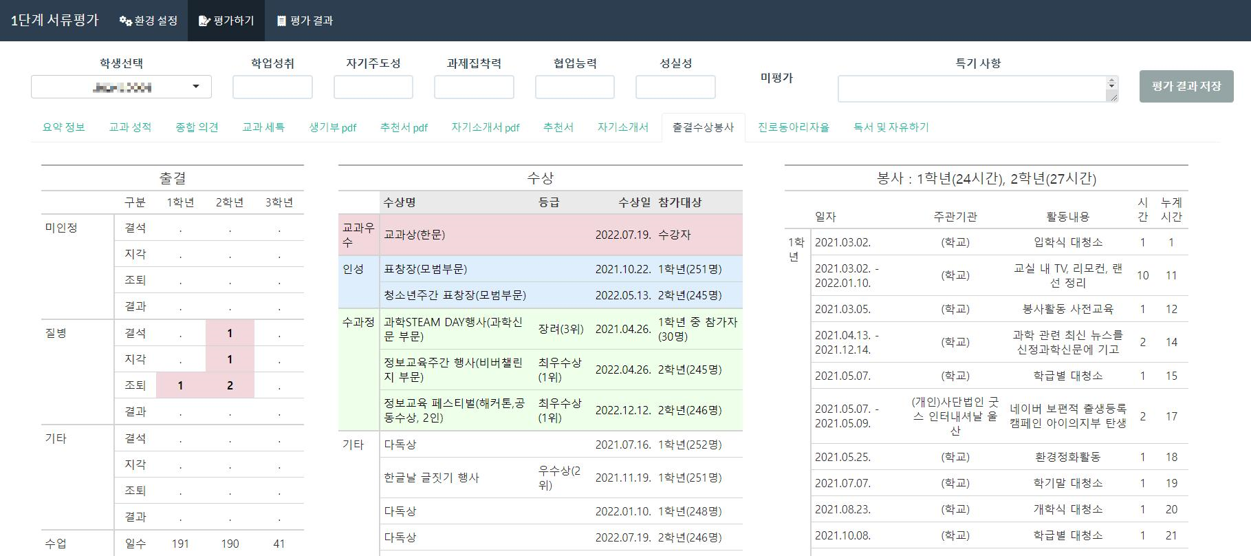 1단계 서류평가 환경 설정 평가하기 평가 결과
학생선택 학업성취 자기주도성 과제집착력 협업능력 성실성 미평가 특기 사항 평가 결과 저장
요약 정보 교과 성적 종합 의견 교과 세특 생기부 pdf 추천서 pdf 자기소개서 pdf 추천서 자기소개서 출결수상봉사 진로동아리자율 독서 및 자유하기
출결
구분 1학년 2학년 3학년
미인정 결석 . . .
지각 . . .
조퇴 . . .
결과 . . .
질병 결석 . 1 .
지각 . 1 .
조퇴 1 2 .
결과 . . .
기타 결석 . . .
지각 . . .
조퇴 . . .
결과 . . .
수업 일수 191 190 41
수상
수상명 등급 수상일 참가대상
교과우
수
교과상(한문) 2022.07.19. 수강자
인성 표창장(모범부문) 2021.10.22. 1학년(251명)
청소년주간 표창장(모범부문) 2022.05.13. 2학년(245명)
수과정 과학STEAM DAY행사(과학신
문 부문)
장려(3위) 2021.04.26. 1학년 중 참가자
(30명)
정보교육주간 행사(비버챌린
지 부문)
최우수상
(1위)
2022.04.26. 2학년(245명)
정보교육 페스티벌(해커톤,공
동수상, 2인)
최우수상
(1위)
2022.12.12. 2학년(246명)
기타 다독상 2021.07.16. 1학년(252명)
한글날 글짓기 행사 우수상(2
위)
2021.11.19. 1학년(251명)
다독상 2022.01.10. 1학년(248명)
다독상 2022.07.19. 2학년(246명)
봉사 : 1학년(24시간), 2학년(27시간)
일자 주관기관 활동내용 시
간
누계
시간
1학
년
2021.03.02. (학교) 입학식 대청소 1 1
2021.03.02. -
2022.01.10.
(학교) 교실 내 TV, 리모컨, 랜
선 정리
10 11
2021.03.05. (학교) 봉사활동 사전교육 1 12
2021.04.13. -
2021.12.14.
(학교) 과학 관련 최신 뉴스를
신정과학신문에 기고
2 14
2021.05.07. (학교) 학급별 대청소 1 15
2021.05.07. -
2021.05.09.
(개인)사단법인 굿
스 인터내셔날 울
산
네이버 보편적 출생등록
캠페인 아이의지부 탄생
2 17
2021.05.25. (학교) 환경정화활동 1 18
2021.07.07. (학교) 학기말 대청소 1 19
2021.08.23. (학교) 개학식 대청소 1 20
2021.10.08. (학교) 학급별 대청소 1 21